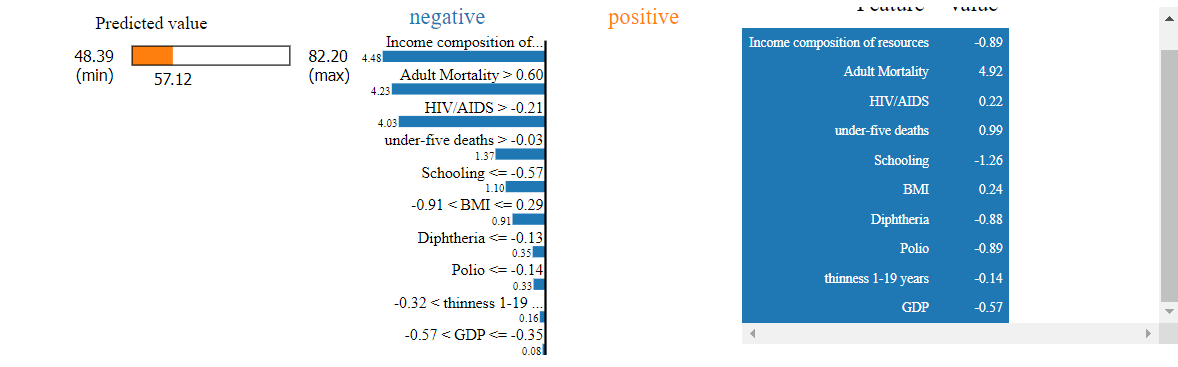 Predicted value
48.39
(min)
57.12
82.20
(max)
negative
positive
Income composition of...
4.48
Adult Mortality > 0.60
4.23
HIV/AIDS > -0.21
4.03
under-five deaths > -0.03
1.37
Schooling <= -0.57
1.10
-0.91 < BMI <= 0.29
0.91
Diphtheria <= -0.13
0.35
Polio <= -0.14
0.33
-0.32 < thinness 1-19 ...
0.16
-0.57 < GDP <= -0.35
0.08
Feature Value
Income composition of resources -0.89
Adult Mortality 4.92
HIV/AIDS 0.22
under-five deaths 0.99
Schooling -1.26
BMI 0.24
Diphtheria -0.88
Polio -0.89
thinness 1-19 years -0.14
GDP -0.57